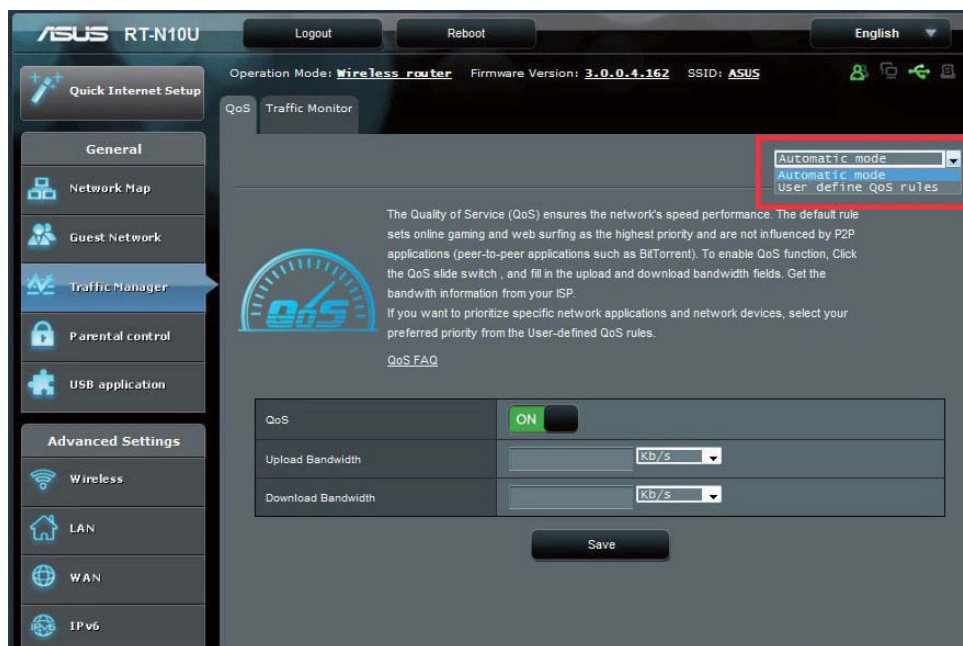 ASUS RT-N10U Logout Reboot English
Quick Internet Setup
Operation Mode: Wireless router Firmware Version: 3.0.0.4.162 SSID: ASUS
QoS Traffic Monitor
General
Network Map
Guest Network
Traffic Manager
Parental control
USB application
Advanced Settings
Wireless
LAN
WAN
IPv6
Automatic mode
Automatic mode
User define QoS rules
QoS
The Quality of Service (QoS) ensures the network's speed performance. The default rule
sets online gaming and web surfing as the highest priority and are not influenced by P2P
applications (peer-to-peer applications such as BitTorrent). To enable QoS function, Click
the QoS slide switch , and fill in the upload and download bandwidth fields. Get the
bandwith information from your ISP.
If you want to prioritize specific network applications and network devices, select your
preferred priority from the User-defined QoS rules.
QoS FAQ
QoS ON
Upload Bandwidth Kb/s
Download Bandwidth Kb/s
Save